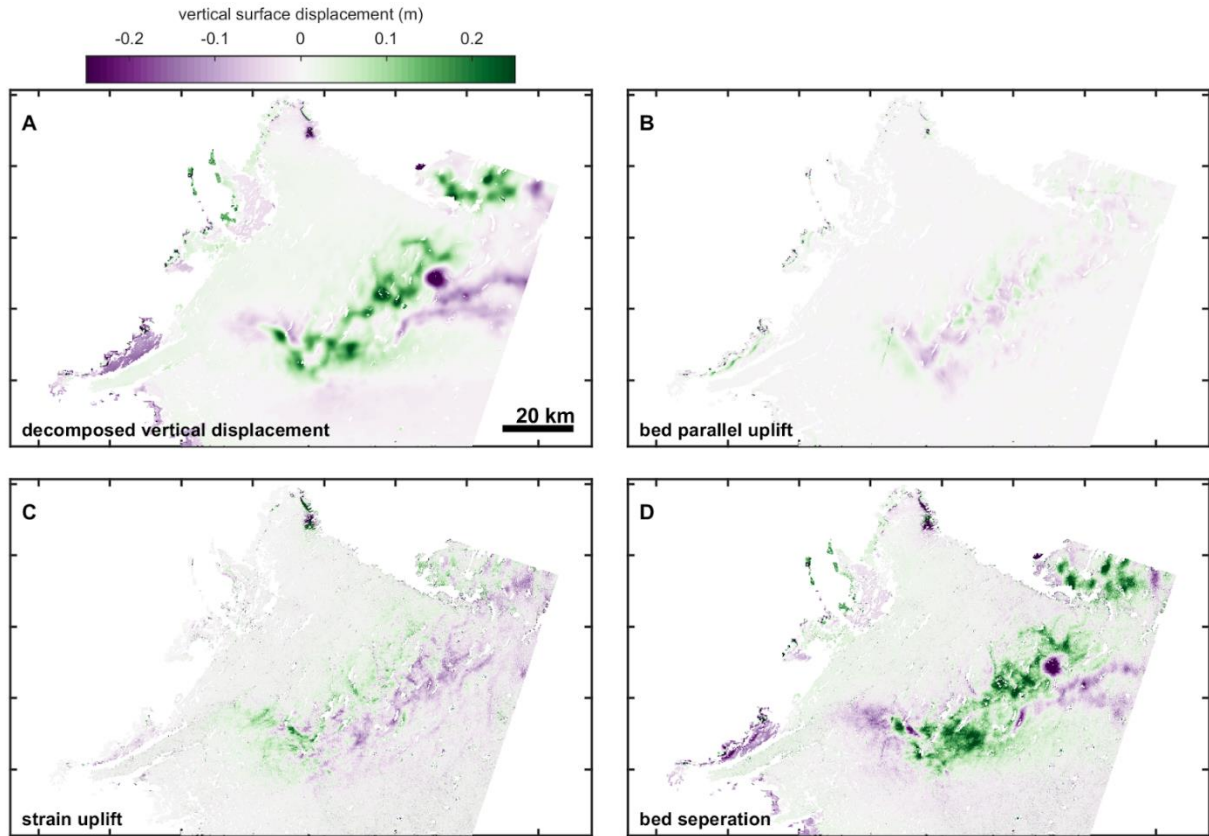 vertical surface displacement (m)
-0.2 -0.1 0 0.1 0.2
A
B
decomposed vertical displacement
20 km
bed parallel uplift
C
D
strain uplift
bed seperation